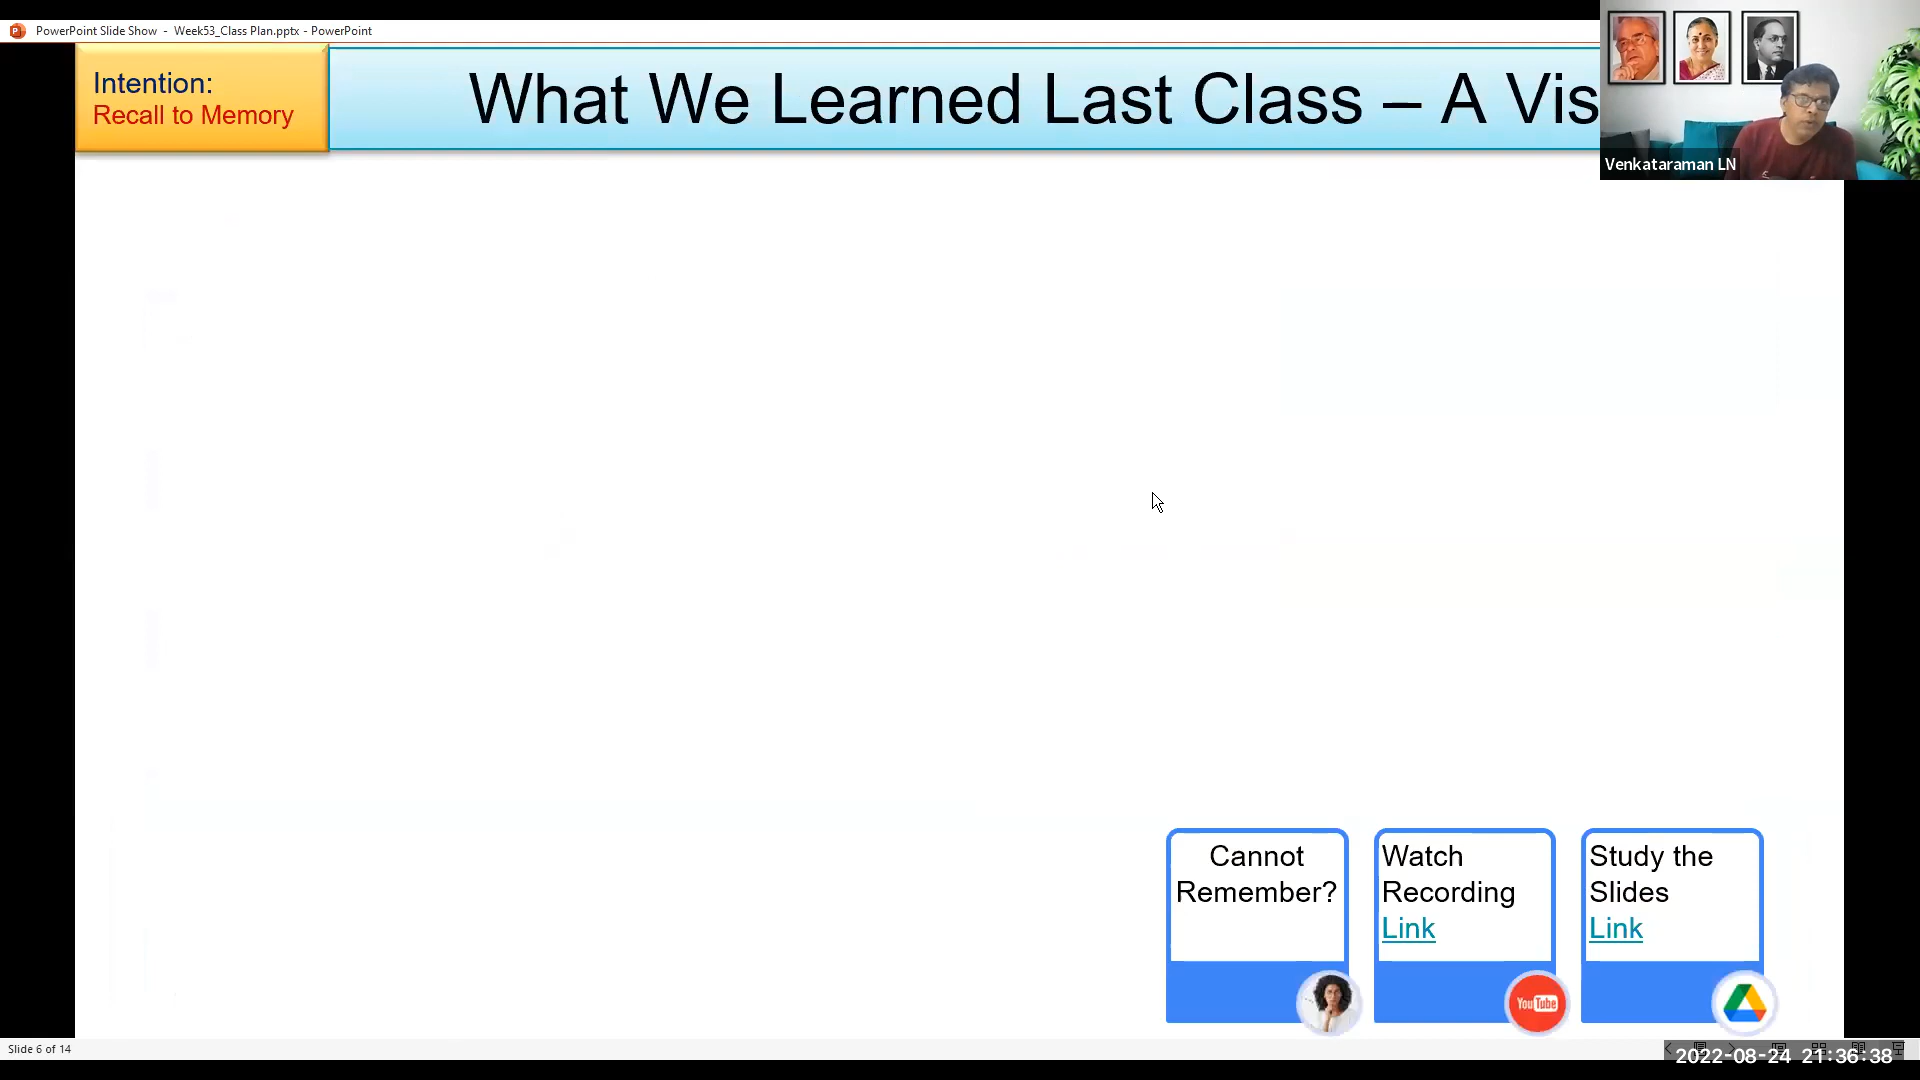 PowerPoint Slide Show - Week53_Class Plan.pptx - PowerPoint
Intention:
Recall to Memory
What We Learned Last Class – A Vis
Venkataraman LN
Cannot
Remember?
Watch
Recording
Link
Study the
Slides
Link
YouTube
Slide 6 of 14
2022-08-24 21:36:38